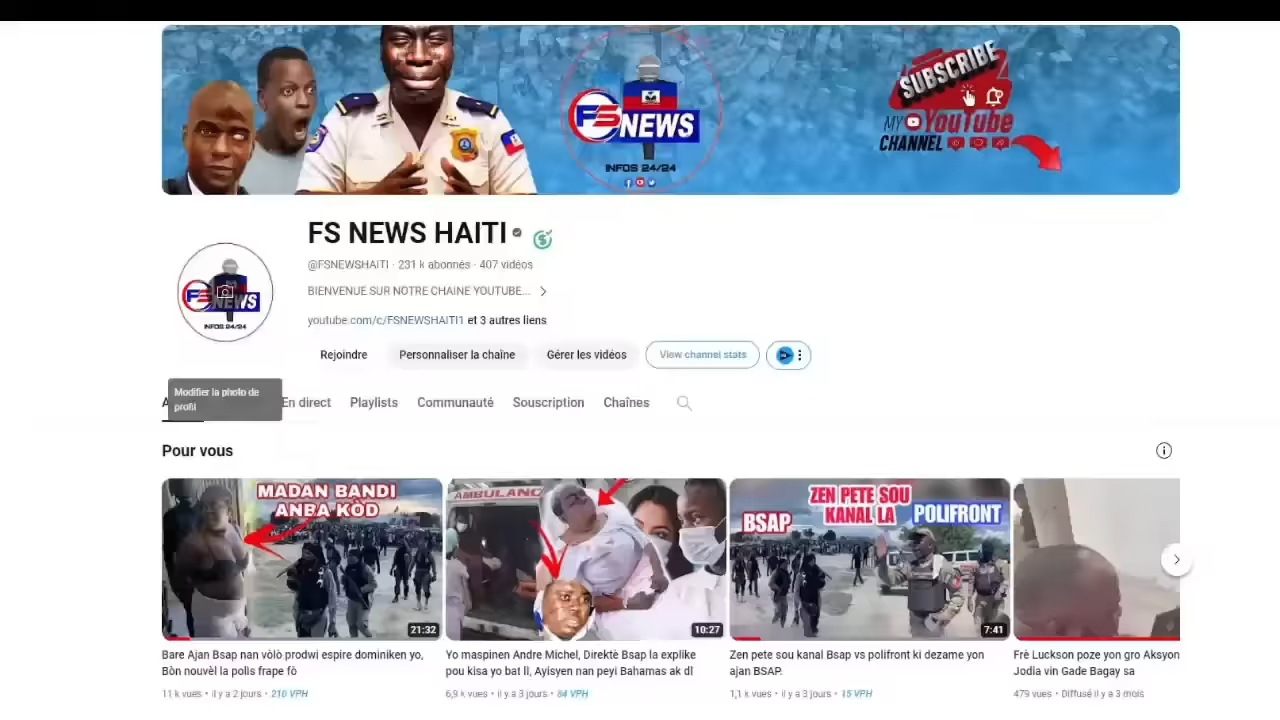 SUBSCRIBE
MY YouTube
CHANNEL
FS NEWS
INFOS 24/24
FS NEWS HAITI
@FSNEWSHAITI · 231 k abonnés · 407 vidéos
BIENVENUE SUR NOTRE CHAINE YOUTUBE...
youtube.com/c/FSNEWSHAITI1 et 3 autres liens
FS NEWS
INFOS 24/24
Rejoindre
Personnaliser la chaîne
Gérer les vidéos
View channel stats
Modifier la photo de
profil
A
En direct
Playlists
Communauté
Souscription
Chaînes
Pour vous
MADAN BANDI
ANBA KÒD
21:32
AMBULANC
10:27
ZEN PETE SOU
KANAL LA
BSAP
POLIFRONT
7:41
Bare Ajan Bsap nan vòlò prodwi espire dominiken yo,
Bòn nouvèl la polis frape fò
11 k vues • il y a 2 jours • 210 VPH
Yo maspinen Andre Michel, Direktè Bsap la explike
pou kisa yo bat li, Ayisyen nan peyi Bahamas ak dl
6,9 k vues • il y a 3 jours • 84 VPH
Zen pete sou kanal Bsap vs polifront ki dezame yon
ajan BSAP.
1,1 k vues • il y a 3 jours • 15 VPH
Frè Luckson poze yon gro Aksyon
Jodia vin Gade Bagay sa
479 vues • Diffusé il y a 3 mois